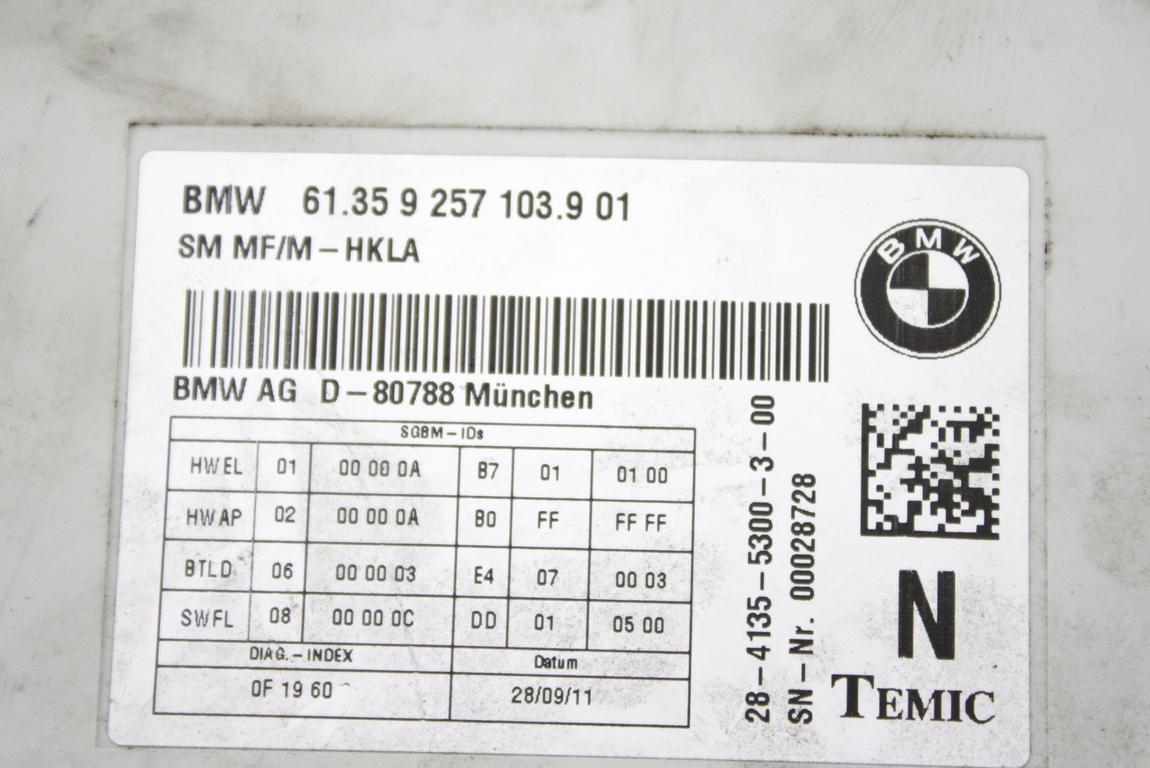 BMW 61.35 9 257 103.9 01
SM MF/M – HKLA
BMW
BMW AG D – 80788 München
SGBM – IDs
HWEL 01 00 00 0A B7 01 01 00
HWAP 02 00 00 0A B0 FF FF FF
BTLD 06 00 00 03 E4 07 00 03
SWFL 08 00 00 0C DD 01 05 00
DIAG. – INDEX Datum
0F 19 60 28/09/11
28 – 4135 – 5300 – 3 – 00
SN – Nr. 00028728
N
TEMIC